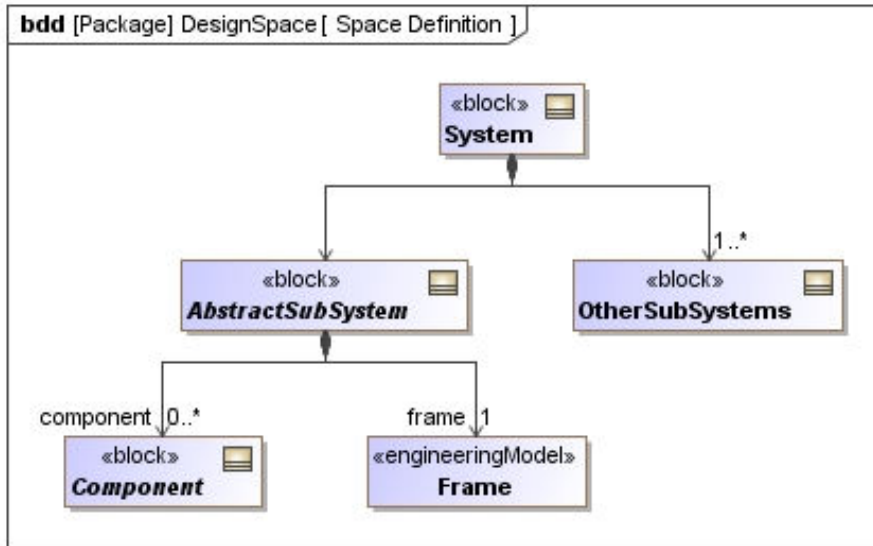 bdd [Package] DesignSpace [ Space Definition ]
«block»
System
1..*
«block»
AbstractSubSystem
«block»
OtherSubSystems
component 0..*
frame 1
«block»
Component
«engineeringModel»
Frame